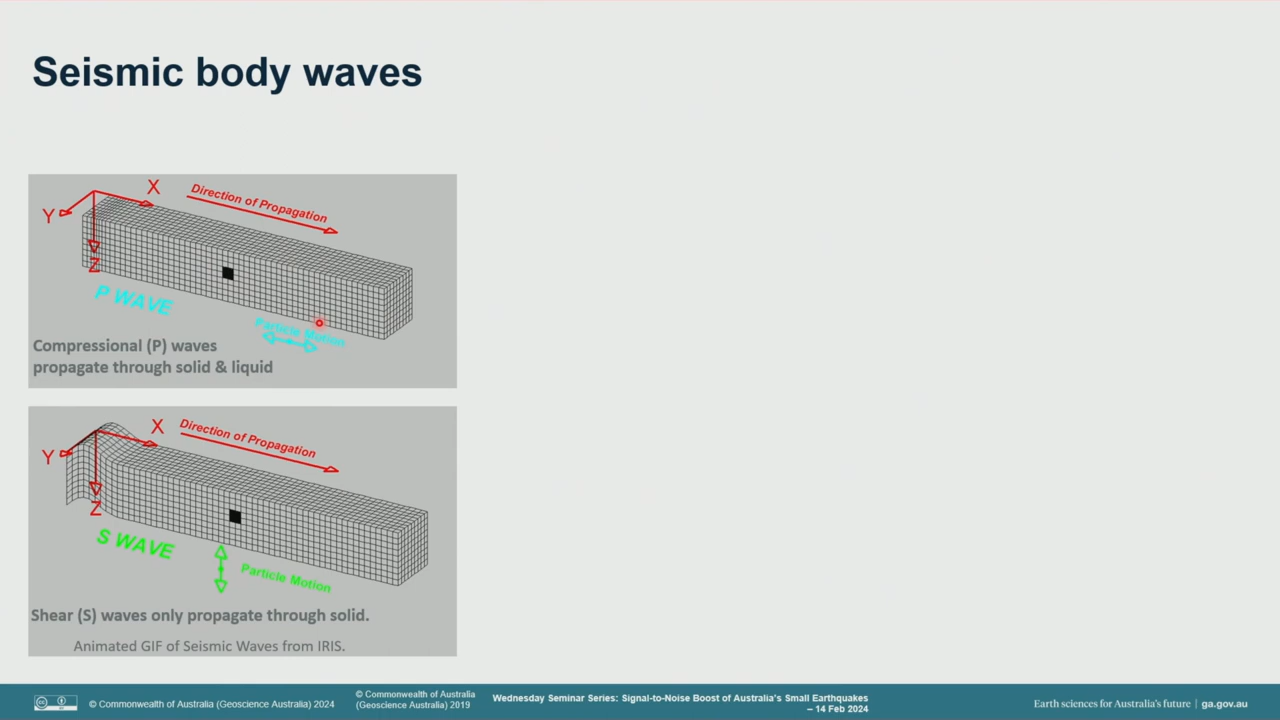 Seismic body waves
X
Direction of Propagation
Y
Z
P WAVE
Particle Motion
Compressional (P) waves
propagate through solid & liquid
X
Direction of Propagation
Y
Z
S WAVE
Particle Motion
Shear (S) waves only propagate through solid.
Animated GIF of Seismic Waves from IRIS.
© Commonwealth of Australia (Geoscience Australia) 2024
© Commonwealth of Australia
(Geoscience Australia) 2019
Wednesday Seminar Series: Signal-to-Noise Boost of Australia's Small Earthquakes
– 14 Feb 2024
Earth sciences for Australia's future | ga.gov.au